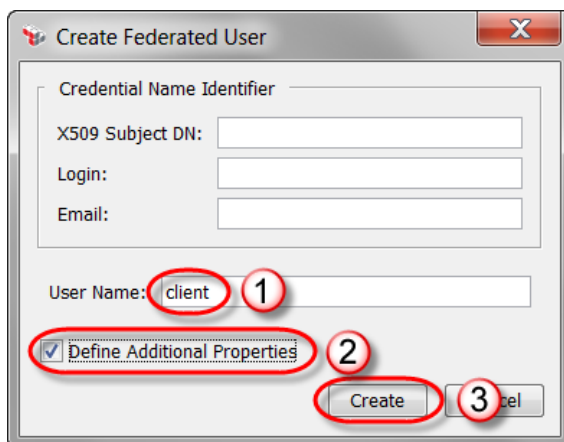 Create Federated User
Credential Name Identifier
X509 Subject DN:
Login:
Email:
User Name: client 1
Define Additional Properties 2
Create 3 cel